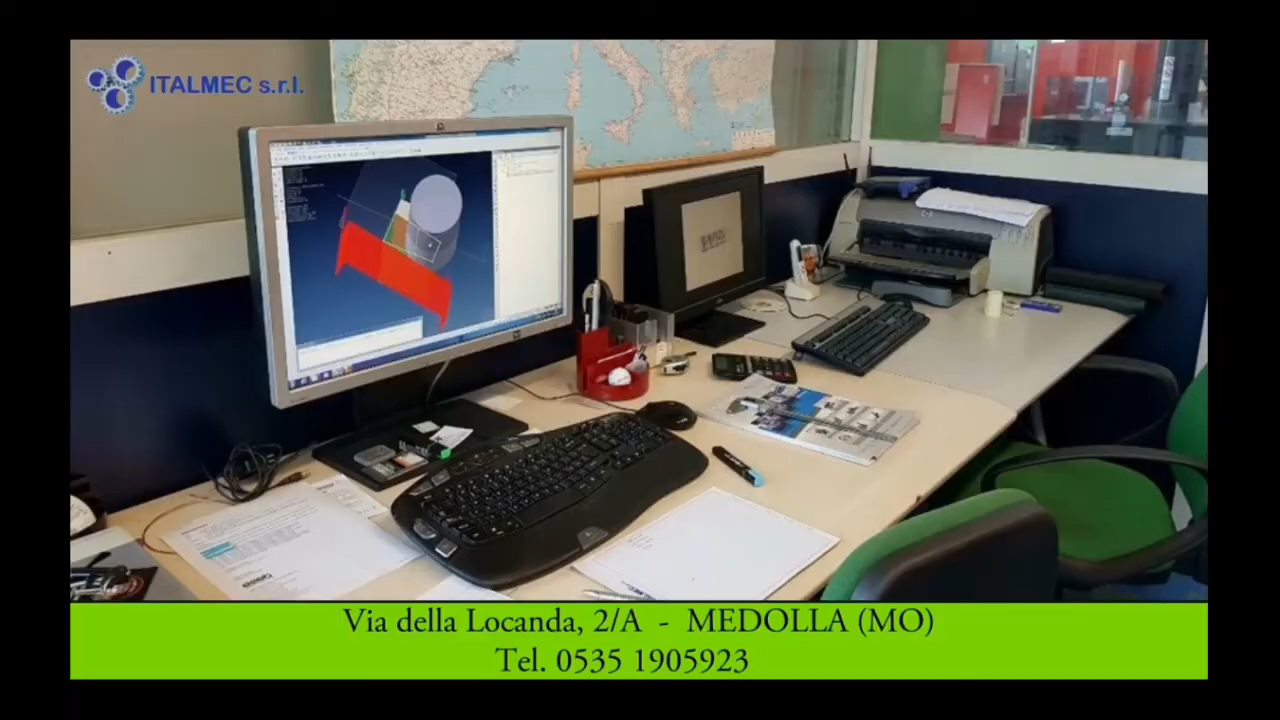 ITALMEC s.r.l.
Via della Locanda, 2/A - MEDOLLA (MO)
Tel. 0535 1905923